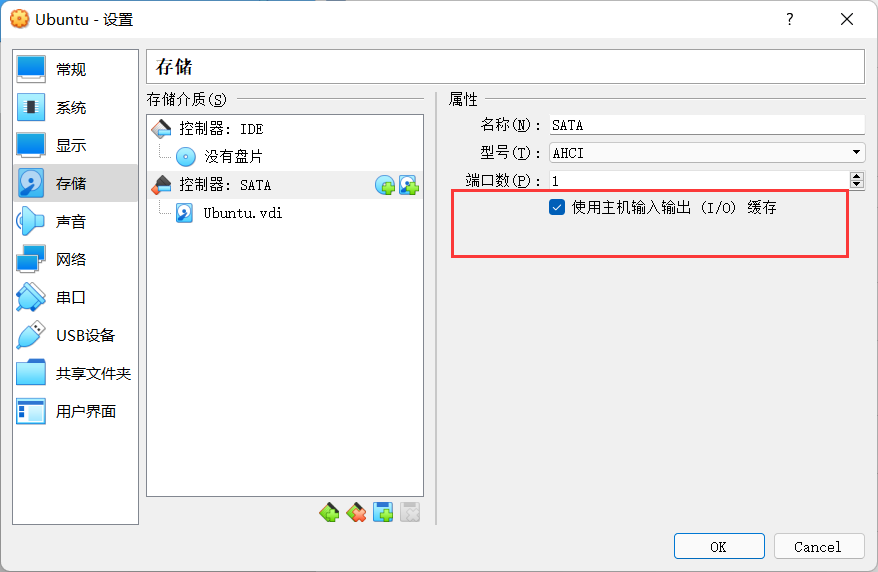 Ubuntu - 设置
?
常规
系统
显示
存储
声音
网络
串口
USB设备
共享文件夹
用户界面
存储
存储介质(S)
控制器: IDE
没有盘片
控制器: SATA
Ubuntu.vdi
属性
名称(N): SATA
型号(T): AHCI
端口数(P): 1
使用主机输入输出 (I/O) 缓存
OK
Cancel